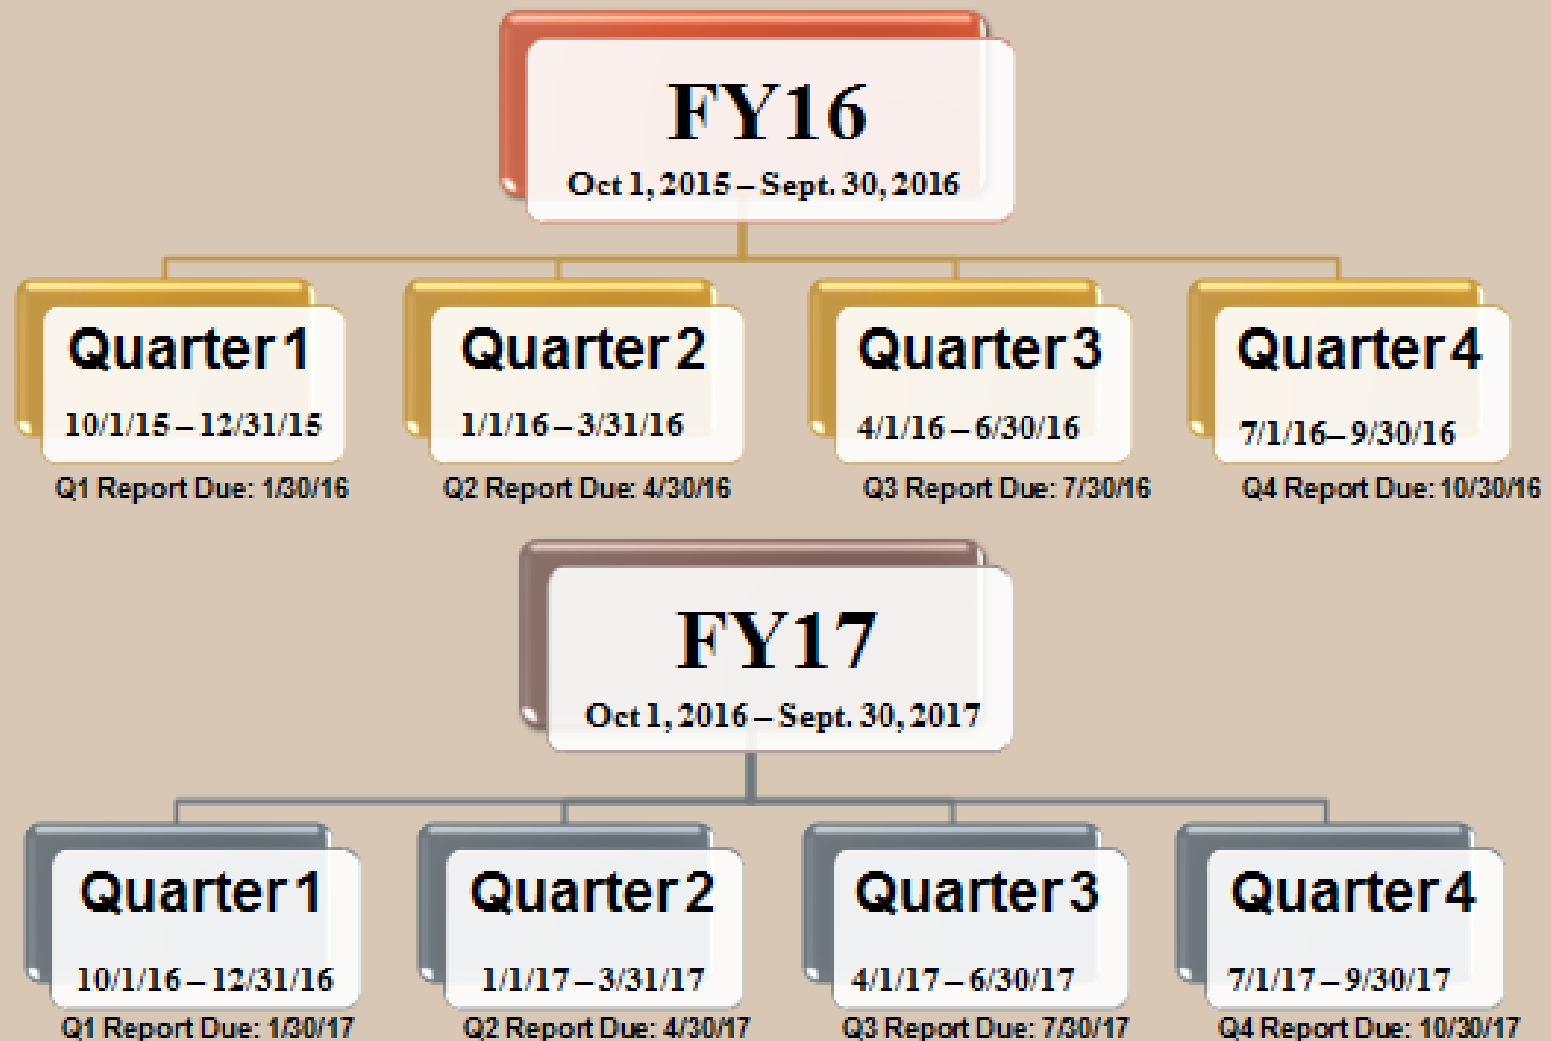 FY16
Oct 1, 2015 – Sept. 30, 2016
Quarter 1
10/1/15 – 12/31/15
Q1 Report Due: 1/30/16
Quarter 2
1/1/16 – 3/31/16
Q2 Report Due: 4/30/16
Quarter 3
4/1/16 – 6/30/16
Q3 Report Due: 7/30/16
Quarter 4
7/1/16– 9/30/16
Q4 Report Due: 10/30/16
FY17
Oct 1, 2016 – Sept. 30, 2017
Quarter 1
10/1/16 – 12/31/16
Q1 Report Due: 1/30/17
Quarter 2
1/1/17 – 3/31/17
Q2 Report Due: 4/30/17
Quarter 3
4/1/17 – 6/30/17
Q3 Report Due: 7/30/17
Quarter 4
7/1/17 – 9/30/17
Q4 Report Due: 10/30/17